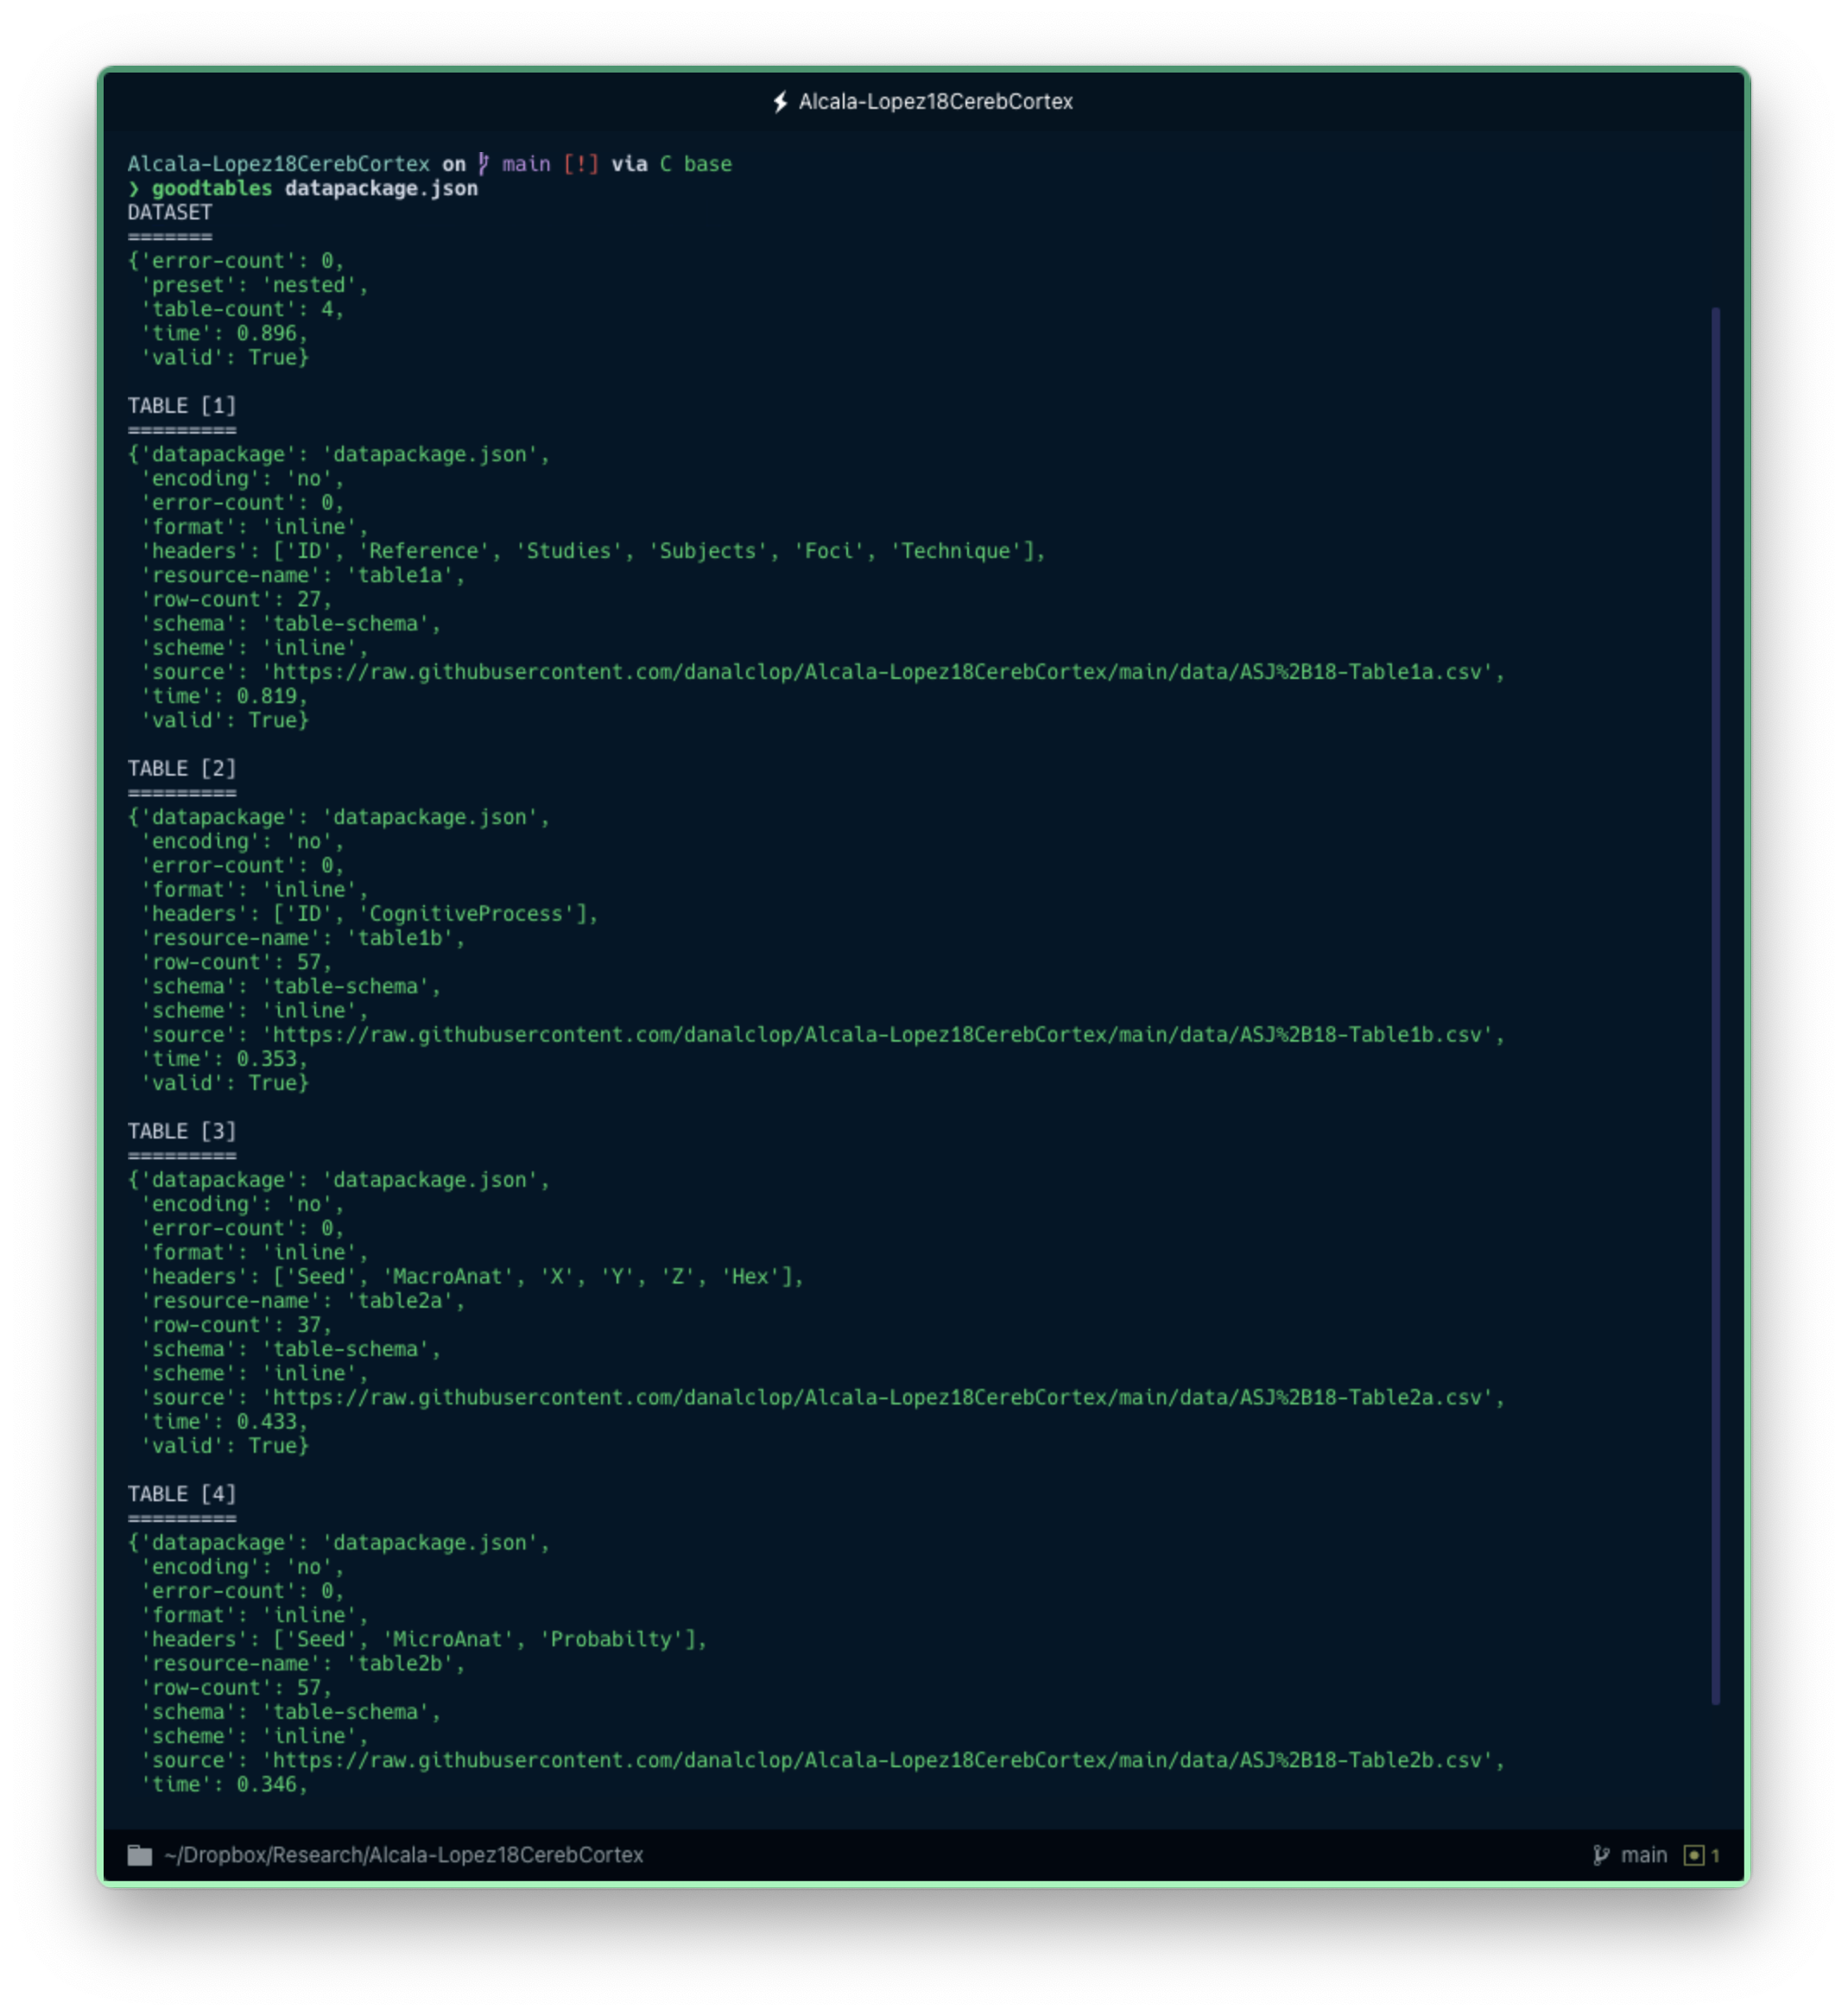 Alcala-Lopez18CerebCortex
Alcala-Lopez18CerebCortex on main [!] via C base
❯ goodtables datapackage.json
DATASET
=======
{'error-count': 0,
 'preset': 'nested',
 'table-count': 4,
 'time': 0.896,
 'valid': True}

TABLE [1]
=========
{'datapackage': 'datapackage.json',
 'encoding': 'no',
 'error-count': 0,
 'format': 'inline',
 'headers': ['ID', 'Reference', 'Studies', 'Subjects', 'Foci', 'Technique'],
 'resource-name': 'table1a',
 'row-count': 27,
 'schema': 'table-schema',
 'scheme': 'inline',
 'source': 'https://raw.githubusercontent.com/danalclop/Alcala-Lopez18CerebCortex/main/data/ASJ%2B18-Table1a.csv',
 'time': 0.819,
 'valid': True}

TABLE [2]
=========
{'datapackage': 'datapackage.json',
 'encoding': 'no',
 'error-count': 0,
 'format': 'inline',
 'headers': ['ID', 'CognitiveProcess'],
 'resource-name': 'table1b',
 'row-count': 57,
 'schema': 'table-schema',
 'scheme': 'inline',
 'source': 'https://raw.githubusercontent.com/danalclop/Alcala-Lopez18CerebCortex/main/data/ASJ%2B18-Table1b.csv',
 'time': 0.353,
 'valid': True}

TABLE [3]
=========
{'datapackage': 'datapackage.json',
 'encoding': 'no',
 'error-count': 0,
 'format': 'inline',
 'headers': ['Seed', 'MacroAnat', 'X', 'Y', 'Z', 'Hex'],
 'resource-name': 'table2a',
 'row-count': 37,
 'schema': 'table-schema',
 'scheme': 'inline',
 'source': 'https://raw.githubusercontent.com/danalclop/Alcala-Lopez18CerebCortex/main/data/ASJ%2B18-Table2a.csv',
 'time': 0.433,
 'valid': True}

TABLE [4]
=========
{'datapackage': 'datapackage.json',
 'encoding': 'no',
 'error-count': 0,
 'format': 'inline',
 'headers': ['Seed', 'MicroAnat', 'Probabilty'],
 'resource-name': 'table2b',
 'row-count': 57,
 'schema': 'table-schema',
 'scheme': 'inline',
 'source': 'https://raw.githubusercontent.com/danalclop/Alcala-Lopez18CerebCortex/main/data/ASJ%2B18-Table2b.csv',
 'time': 0.346,
~/Dropbox/Research/Alcala-Lopez18CerebCortex main 1